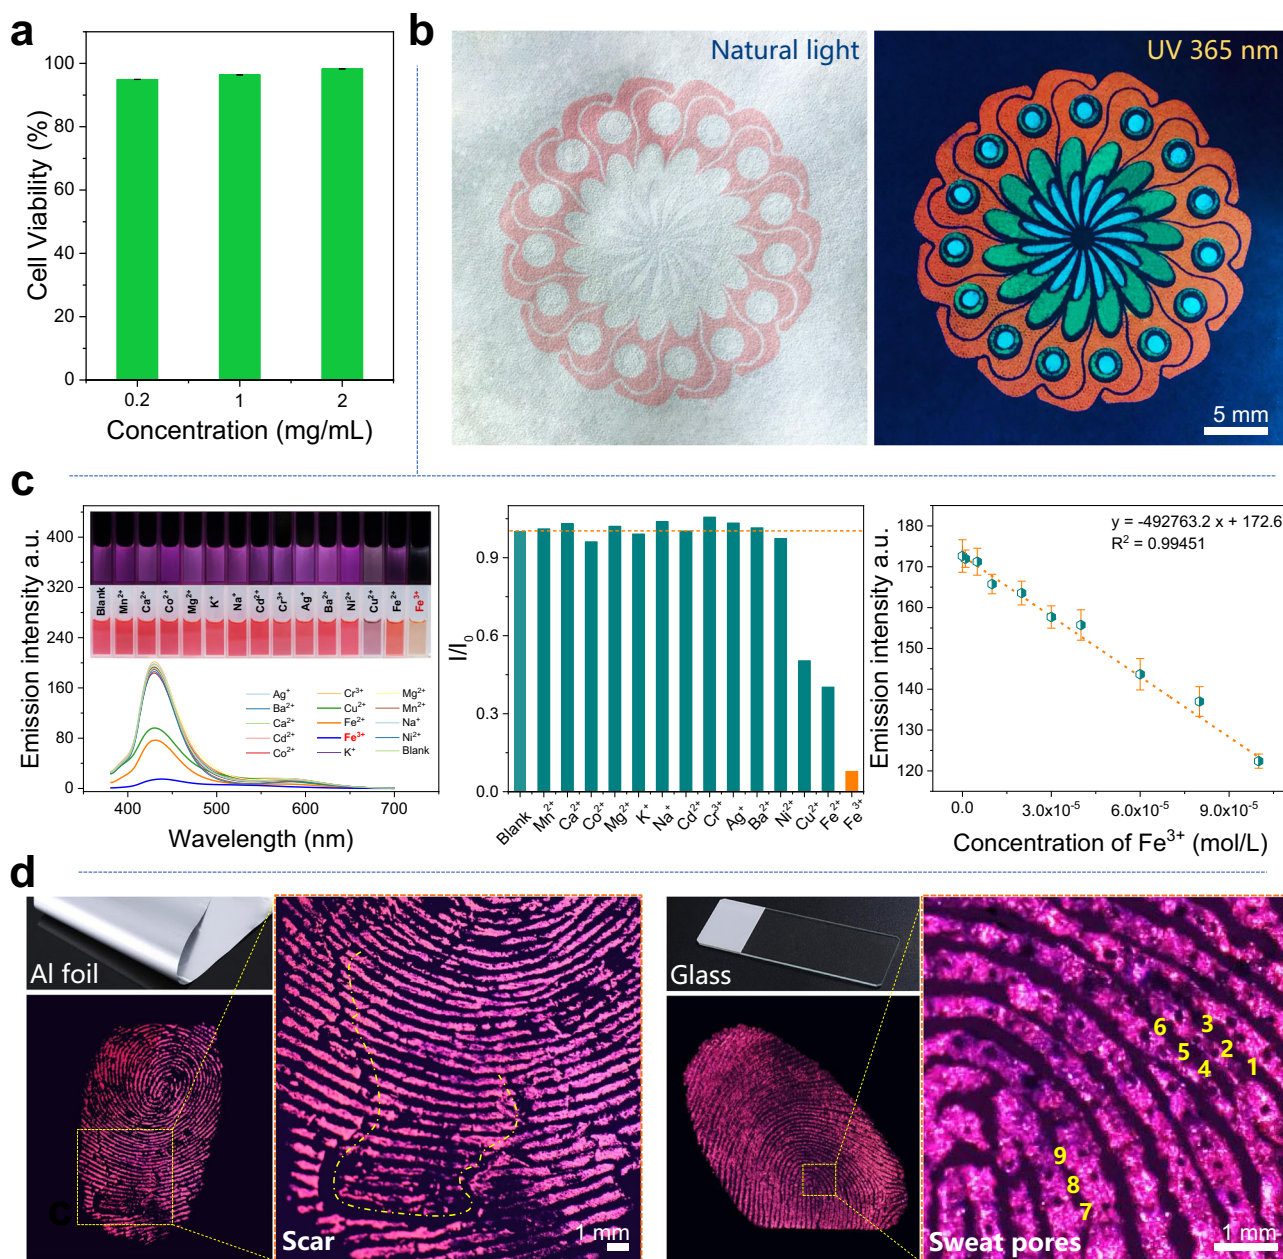 a
Cell Viability (%)
100
80
60
40
20
0
0.2 1 2
Concentration (mg/mL)
b
Natural light
UV 365 nm
5 mm
c
Emission intensity a.u.
400
320
240
160
80
0
Blank Mn²⁺ Ca²⁺ Co²⁺ Mg²⁺ K⁺ Na⁺ Cd²⁺ Cr³⁺ Ag⁺ Ba²⁺ Ni²⁺ Cu²⁺ Fe²⁺ Fe³⁺
Ag⁺ Cr³⁺ Mg²⁺
Ba²⁺ Cu²⁺ Mn²⁺
Ca²⁺ Fe²⁺ Na⁺
Cd²⁺ Fe³⁺ Ni²⁺
Co²⁺ K⁺ Blank
400 500 600 700
Wavelength (nm)
I/I₀
0.9
0.6
0.3
0.0
Blank Mn²⁺ Ca²⁺ Co²⁺ Mg²⁺ K⁺ Na⁺ Cd²⁺ Cr³⁺ Ag⁺ Ba²⁺ Ni²⁺ Cu²⁺ Fe²⁺ Fe³⁺
Emission intensity a.u.
180
170
160
150
140
130
120
y = -492763.2 x + 172.6
R² = 0.99451
0.0 3.0x10⁻⁵ 6.0x10⁻⁵ 9.0x10⁻⁵
Concentration of Fe³⁺ (mol/L)
d
Al foil
c
Scar
1 mm
Glass
6 3
5 2
4 1
9
8
7
Sweat pores
1 mm